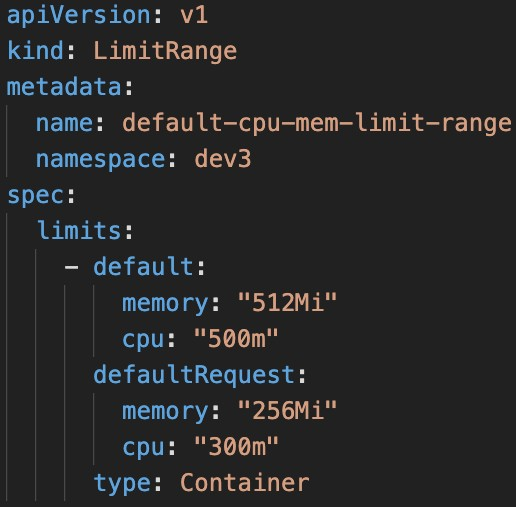 apiVersion: v1
kind: LimitRange
metadata:
  name: default-cpu-mem-limit-range
  namespace: dev3
spec:
  limits:
    - default:
        memory: "512Mi"
        cpu: "500m"
      defaultRequest:
        memory: "256Mi"
        cpu: "300m"
      type: Container